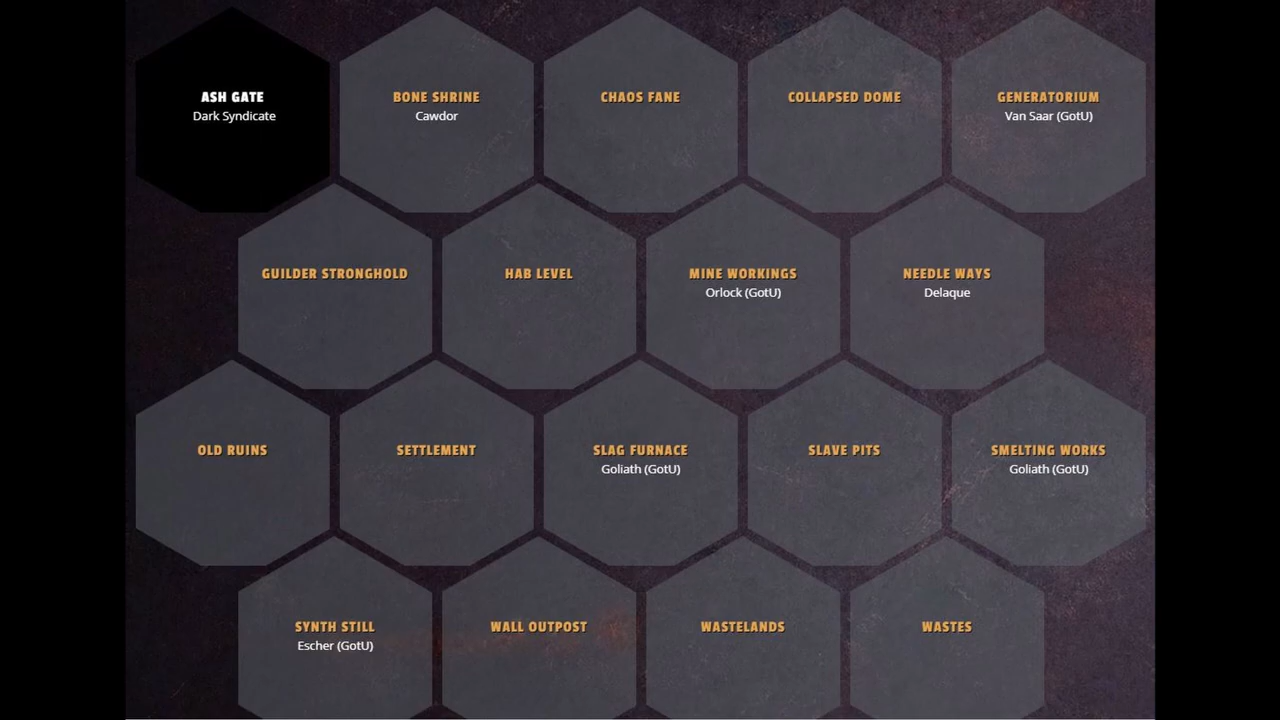 ASH GATE
Dark Syndicate
BONE SHRINE
Cawdor
CHAOS FANE
COLLAPSED DOME
GENERATORIUM
Van Saar (GotU)
GUILDER STRONGHOLD
HAB LEVEL
MINE WORKINGS
Orlock (GotU)
NEEDLE WAYS
Delaque
OLD RUINS
SETTLEMENT
SLAG FURNACE
Goliath (GotU)
SLAVE PITS
SMELTING WORKS
Goliath (GotU)
SYNTH STILL
Escher (GotU)
WALL OUTPOST
WASTELANDS
WASTES